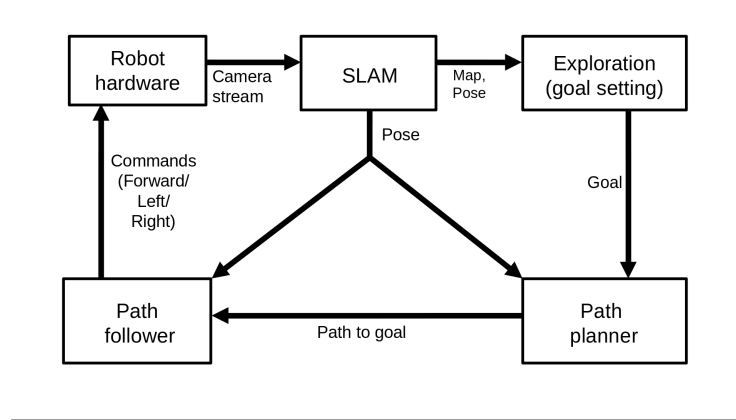 Robot
hardware
Camera
stream
SLAM
Map,
Pose
Exploration
(goal setting)
Pose
Commands
(Forward/
Left/
Right)
Goal
Path
follower
Path to goal
Path
planner